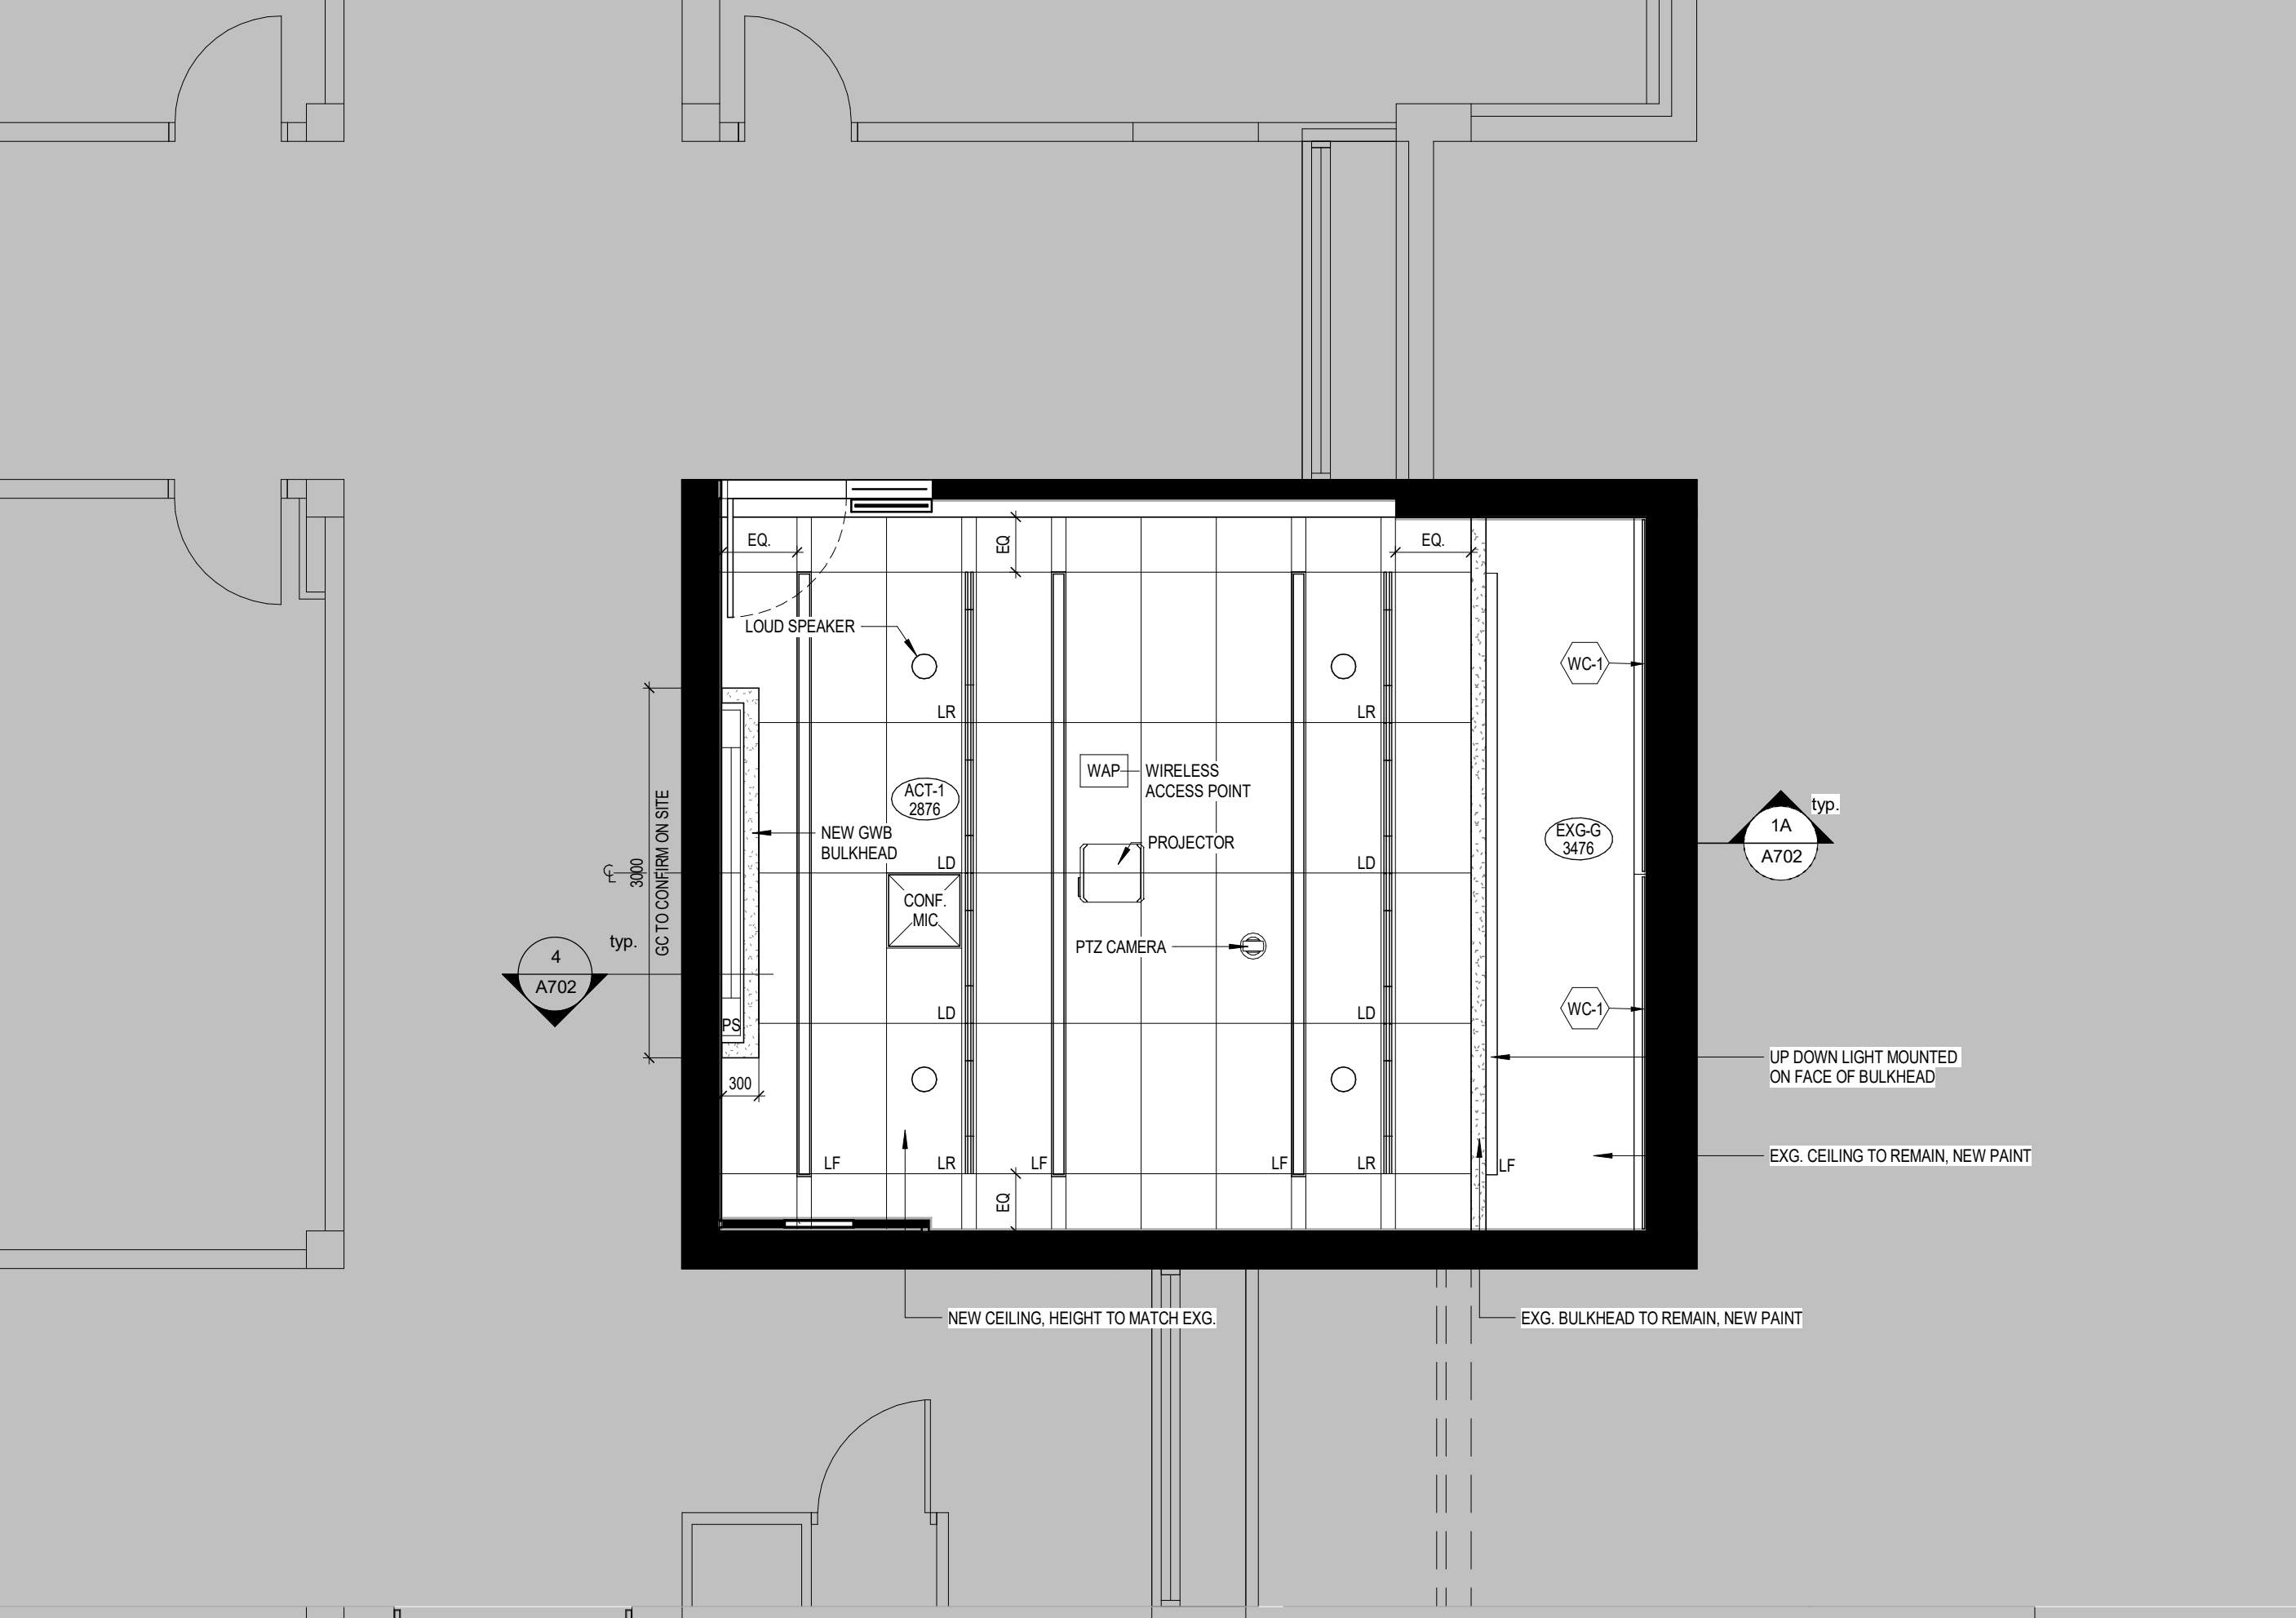 EQ.
EQ
EQ.
LOUD SPEAKER
WC-1
LR
LR
WAP
WIRELESS
ACCESS POINT
ACT-1
2876
typ.
1A
A702
EXG-G
3476
NEW GWB
BULKHEAD
PROJECTOR
LD
LD
℄
3000
GC TO CONFIRM ON SITE
CONF.
MIC
typ.
4
A702
PTZ CAMERA
WC-1
LD
LD
PS
UP DOWN LIGHT MOUNTED
ON FACE OF BULKHEAD
300
LF
LR
LF
LF
LR
LF
EXG. CEILING TO REMAIN, NEW PAINT
EQ
NEW CEILING, HEIGHT TO MATCH EXG.
EXG. BULKHEAD TO REMAIN, NEW PAINT